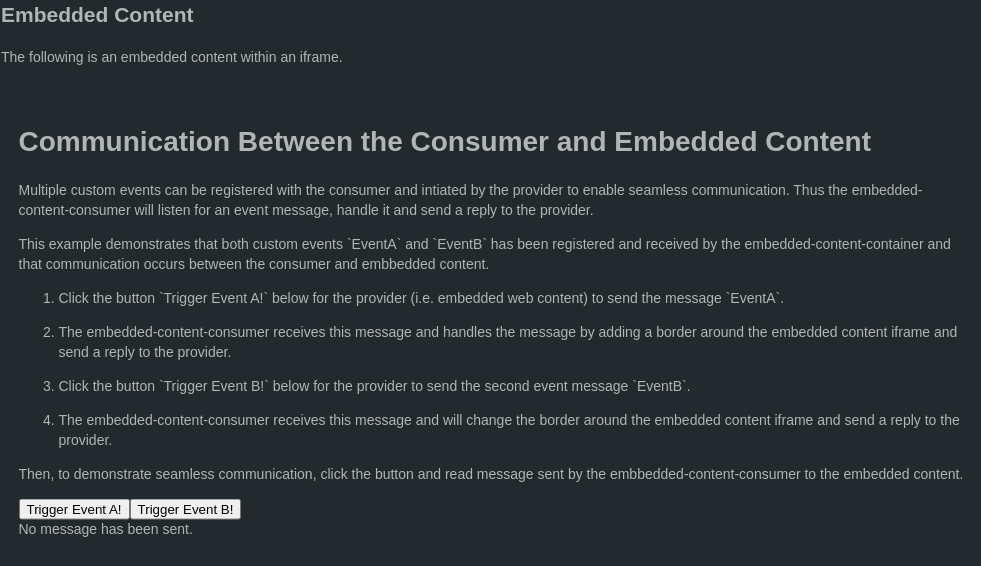 Embedded Content
The following is an embedded content within an iframe.
Communication Between the Consumer and Embedded Content
Multiple custom events can be registered with the consumer and intiated by the provider to enable seamless communication. Thus the embedded-
content-consumer will listen for an event message, handle it and send a reply to the provider.
This example demonstrates that both custom events `EventA` and `EventB` has been registered and received by the embedded-content-container and
that communication occurs between the consumer and embbedded content.
1. Click the button `Trigger Event A!` below for the provider (i.e. embedded web content) to send the message `EventA`.
2. The embedded-content-consumer receives this message and handles the message by adding a border around the embedded content iframe and
send a reply to the provider.
3. Click the button `Trigger Event B!` below for the provider to send the second event message `EventB`.
4. The embedded-content-consumer receives this message and will change the border around the embedded content iframe and send a reply to the
provider.
Then, to demonstrate seamless communication, click the button and read message sent by the embbedded-content-consumer to the embedded content.
Trigger Event A! Trigger Event B!
No message has been sent.